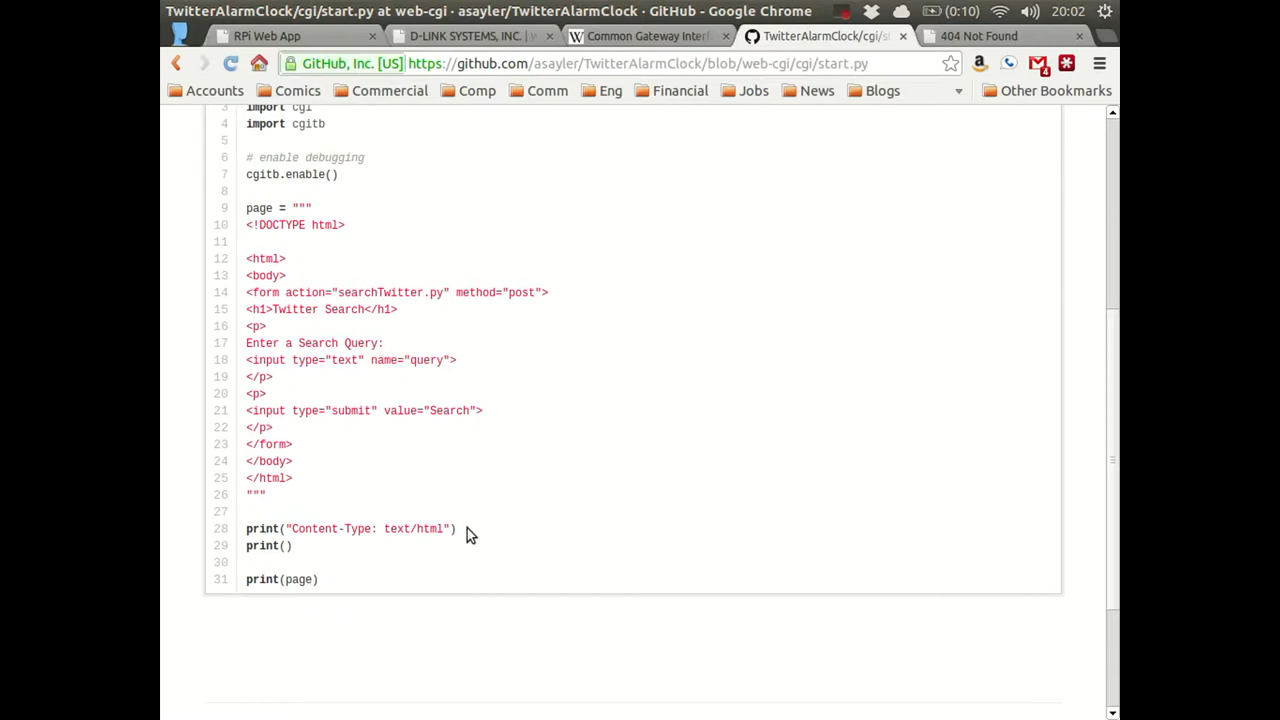 TwitterAlarmClock/cgi/start.py at web-cgi · asayler/TwitterAlarmClock · GitHub - Google Chrome
(0:10) 20:02
RPi Web App
D-LINK SYSTEMS, INC. | W
Common Gateway Interf
TwitterAlarmClock/cgi/st
404 Not Found
GitHub, Inc. [US] https://github.com/asayler/TwitterAlarmClock/blob/web-cgi/cgi/start.py
4
Accounts Comics Commercial Comp Comm Eng Financial Jobs News Blogs Other Bookmarks
3 import cgi
4 import cgitb
5
6 # enable debugging
7 cgitb.enable()
8
9 page = """
10 <!DOCTYPE html>
11
12 <html>
13 <body>
14 <form action="searchTwitter.py" method="post">
15 <h1>Twitter Search</h1>
16 <p>
17 Enter a Search Query:
18 <input type="text" name="query">
19 </p>
20 <p>
21 <input type="submit" value="Search">
22 </p>
23 </form>
24 </body>
25 </html>
26 """
27
28 print("Content-Type: text/html")
29 print()
30
31 print(page)